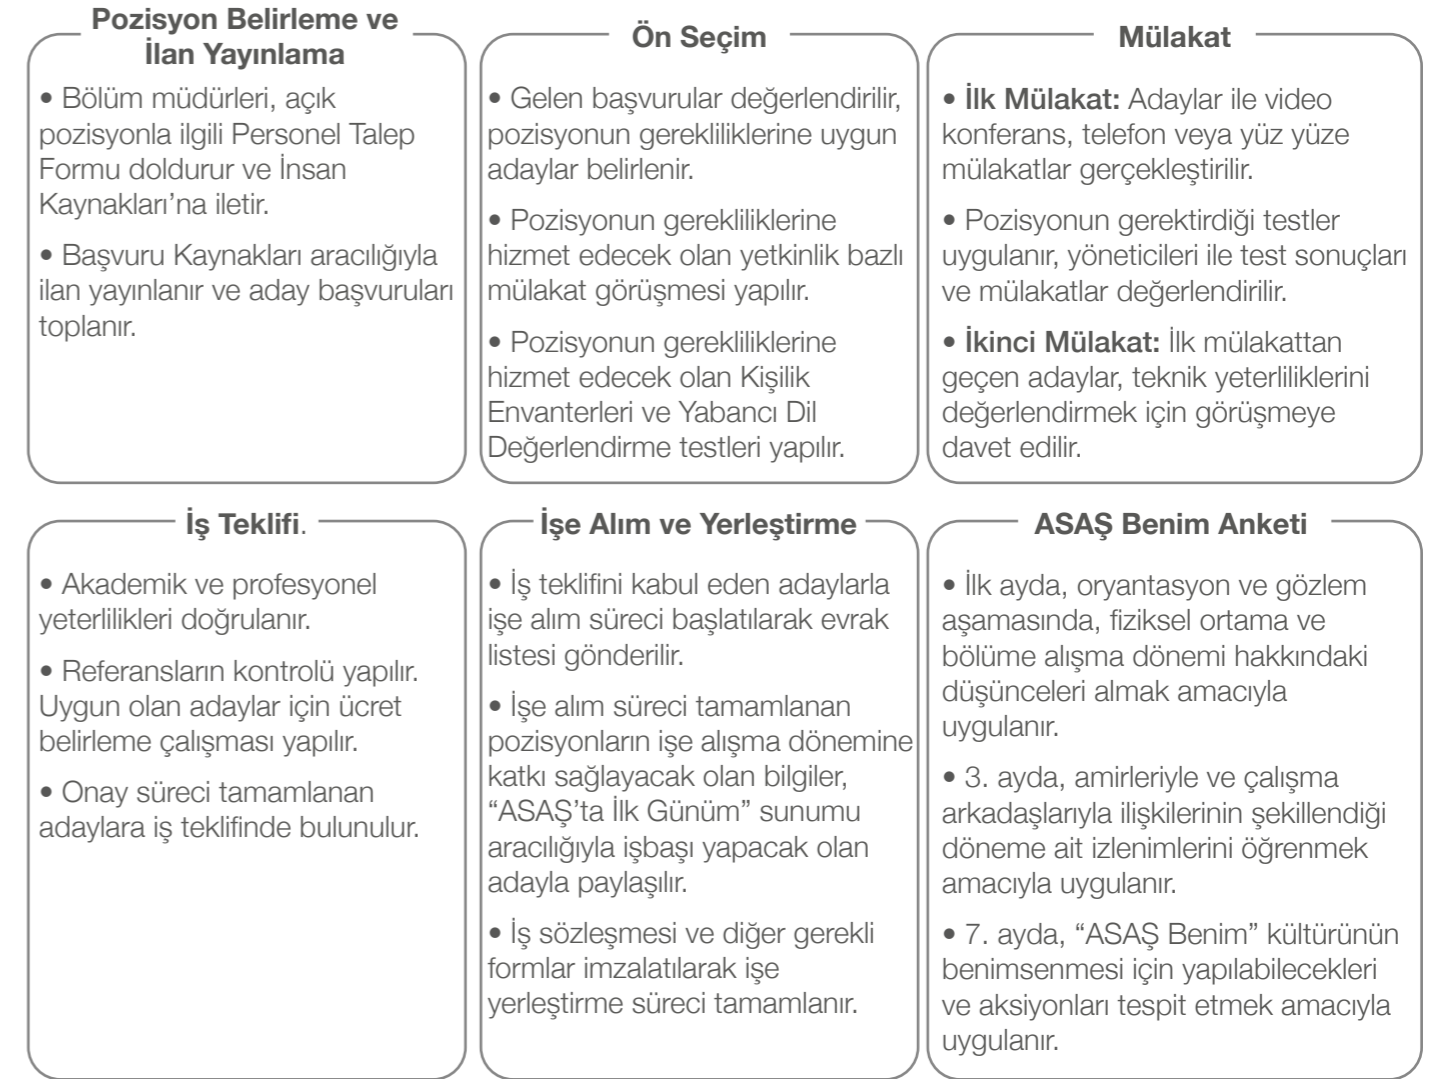 Pozisyon Belirleme ve
İlan Yayınlama
• Bölüm müdürleri, açık
pozisyonla ilgili Personel Talep
Formu doldurur ve İnsan
Kaynakları’na iletir.
• Başvuru Kaynakları aracılığıyla
ilan yayınlanır ve aday başvuruları
toplanır.
Ön Seçim
• Gelen başvurular değerlendirilir,
pozisyonun gerekliliklerine uygun
adaylar belirlenir.
• Pozisyonun gerekliliklerine
hizmet edecek olan yetkinlik bazlı
mülakat görüşmesi yapılır.
• Pozisyonun gerekliliklerine
hizmet edecek olan Kişilik
Envanterleri ve Yabancı Dil
Değerlendirme testleri yapılır.
Mülakat
• İlk Mülakat: Adaylar ile video
konferans, telefon veya yüz yüze
mülakatlar gerçekleştirilir.
• Pozisyonun gerektirdiği testler
uygulanır, yöneticileri ile test sonuçları
ve mülakatlar değerlendirilir.
• İkinci Mülakat: İlk mülakattan
geçen adaylar, teknik yeterliliklerini
değerlendirmek için görüşmeye
davet edilir.
İş Teklifi.
• Akademik ve profesyonel
yeterlilikleri doğrulanır.
• Referansların kontrolü yapılır.
Uygun olan adaylar için ücret
belirleme çalışması yapılır.
• Onay süreci tamamlanan
adaylara iş teklifinde bulunulur.
İşe Alım ve Yerleştirme
• İş teklifini kabul eden adaylarla
işe alım süreci başlatılarak evrak
listesi gönderilir.
• İşe alım süreci tamamlanan
pozisyonların işe alışma dönemine
katkı sağlayacak olan bilgiler,
“ASAŞ’ta İlk Günüm” sunumu
aracılığıyla işbaşı yapacak olan
adayla paylaşılır.
• İş sözleşmesi ve diğer gerekli
formlar imzalatılarak işe
yerleştirme süreci tamamlanır.
ASAŞ Benim Anketi
• İlk ayda, oryantasyon ve gözlem
aşamasında, fiziksel ortama ve
bölüme alışma dönemi hakkındaki
düşünceleri almak amacıyla
uygulanır.
• 3. ayda, amirleriyle ve çalışma
arkadaşlarıyla ilişkilerinin şekillendiği
döneme ait izlenimlerini öğrenmek
amacıyla uygulanır.
• 7. ayda, “ASAŞ Benim” kültürünün
benimsenmesi için yapılabilecekleri
ve aksiyonları tespit etmek amacıyla
uygulanır.